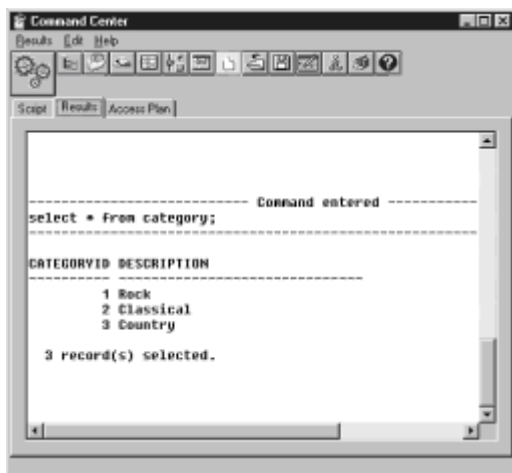 Command Center
Results Edit Help
Script Results Access Plan
---------------------------- Command entered -----------
select * from category;
---------------------------------------------------------
CATEGORYID DESCRIPTION
---------- ------------------------------
1 Rock
2 Classical
3 Country
3 record(s) selected.